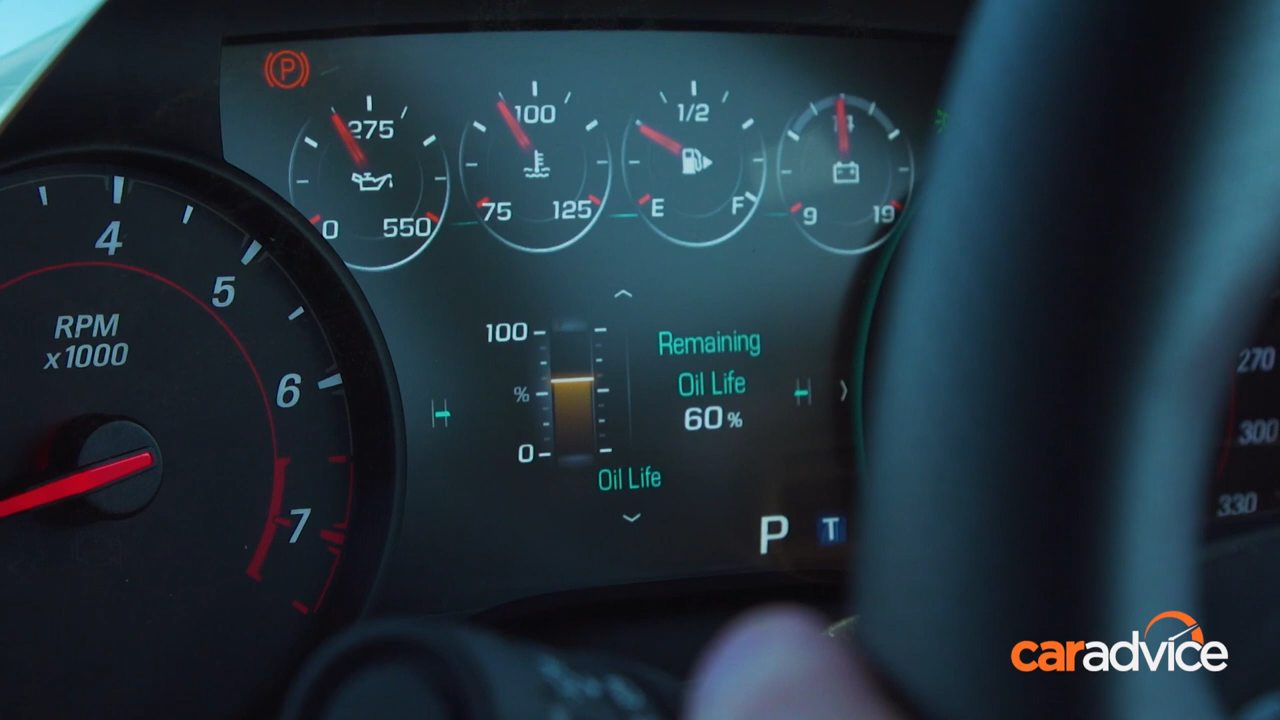 P
275
0 550
100
75 125
1/2
E F
14
9 19
4
5
6
7
RPM
x1000
100
%
0
Remaining
Oil Life
60 %
Oil Life
P T
270
300
330
caradvice